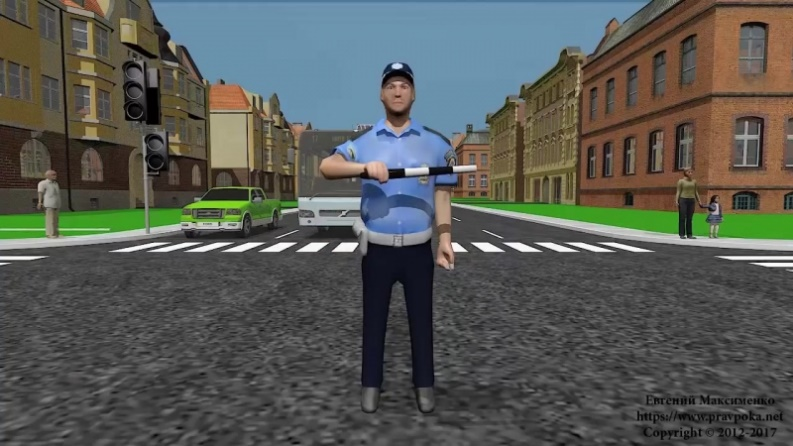 Евгений Максименко
https://www.pravpoka.net
Copyright © 2012-2017